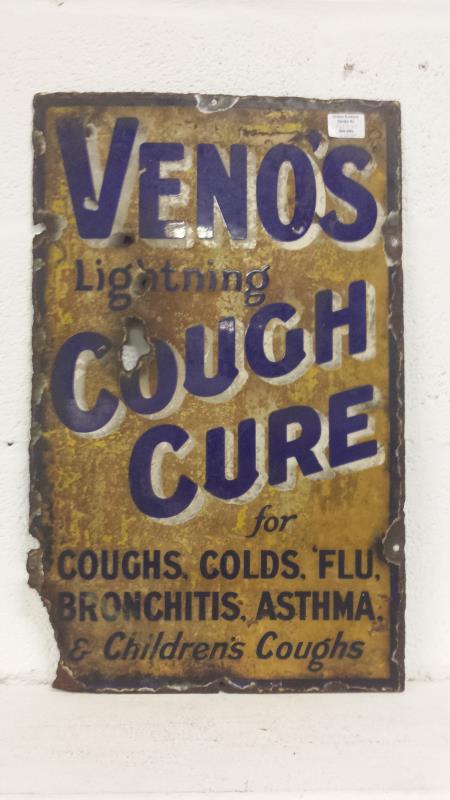 VENO'S
Lightning
COUGH
CURE
for
COUGHS, COLDS, 'FLU,
BRONCHITIS, ASTHMA,
& Children's Coughs